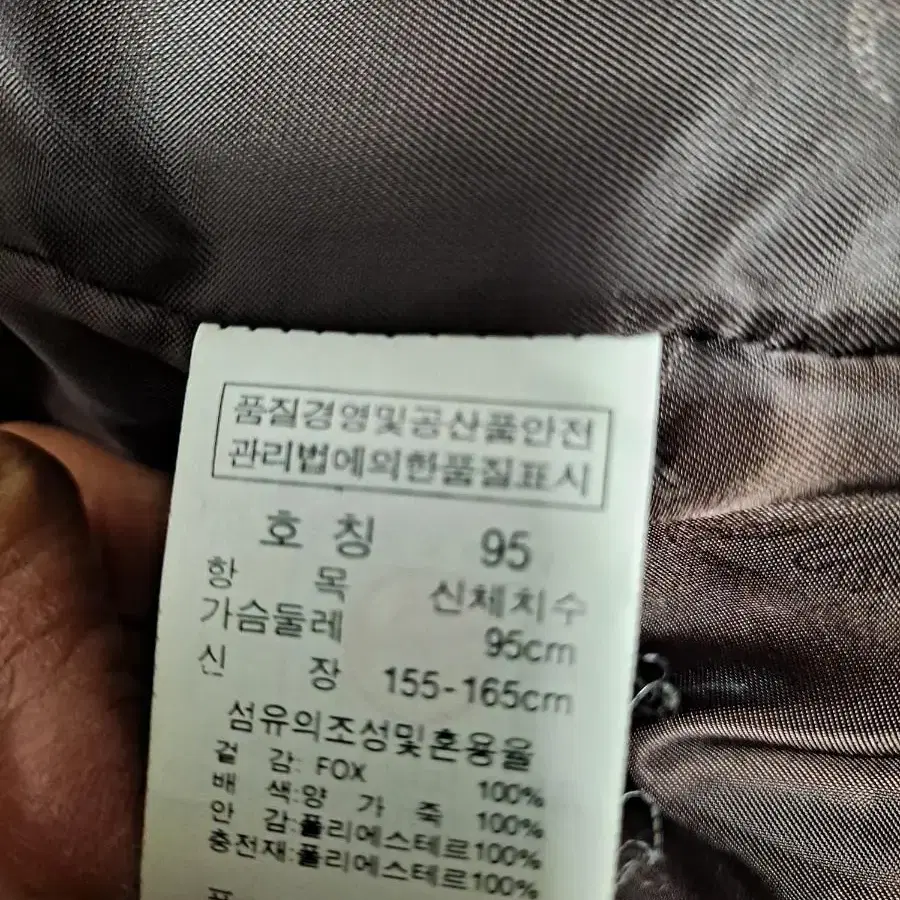 품질경영및공산품안전
관리법에의한품질표시
호 칭 95
항 목 신체치수
가슴둘레 95cm
신 장 155-165cm
섬유의조성및혼용율
겉 감: FOX 100%
배 색:양 가 죽 100%
안 감:폴리에스테르100%
충전재:폴리에스테르100%